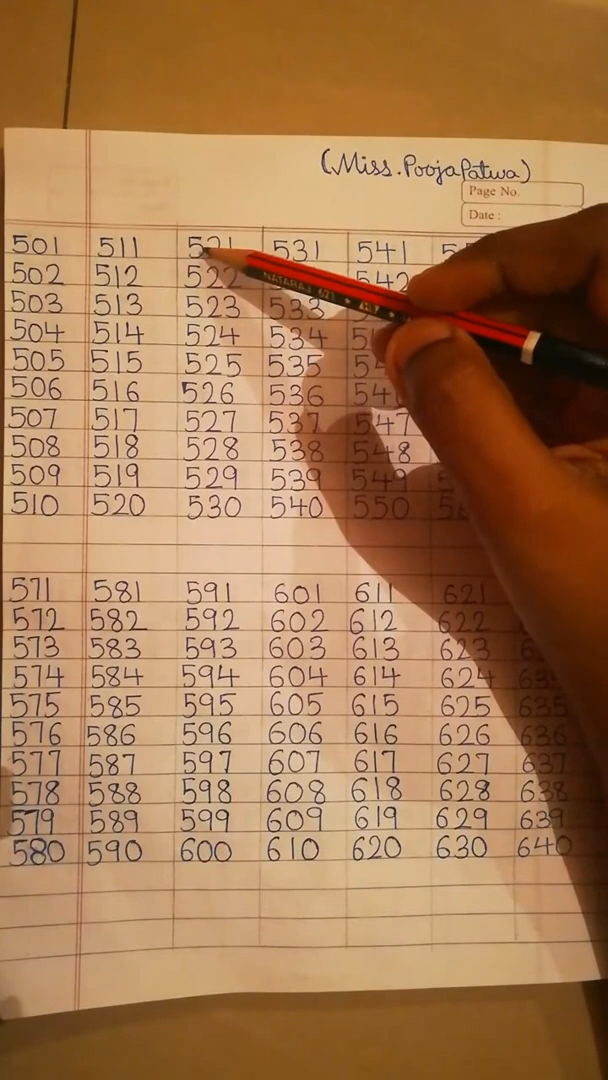 (Miss. Pooja Patwa)
Page No.
Date :
501 511 521 531 541
502 512 522 542
503 513 523 533
504 514 524 534
505 515 525 535
506 516 526 536
507 517 527 537 547
508 518 528 538 548
509 519 529 539 549
510 520 530 540 550
NATARAJ 621
571 581 591 601 611 621
572 582 592 602 612 622
573 583 593 603 613 623
574 584 594 604 614 624 634
575 585 595 605 615 625 635
576 586 596 606 616 626 636
577 587 597 607 617 627 637
578 588 598 608 618 628 638
579 589 599 609 619 629 639
580 590 600 610 620 630 640